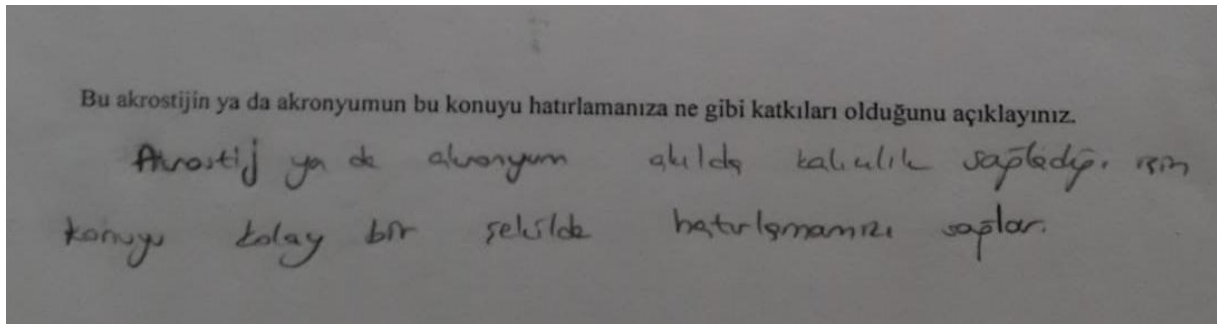 Bu akrostijin ya da akronyumun bu konuyu hatırlamanıza ne gibi katkıları olduğunu açıklayınız.
Akrostij ya da akronyum akılda kalıcılık sağladığı için
konuyu kolay bir şekilde hatırlamamızı sağlar.